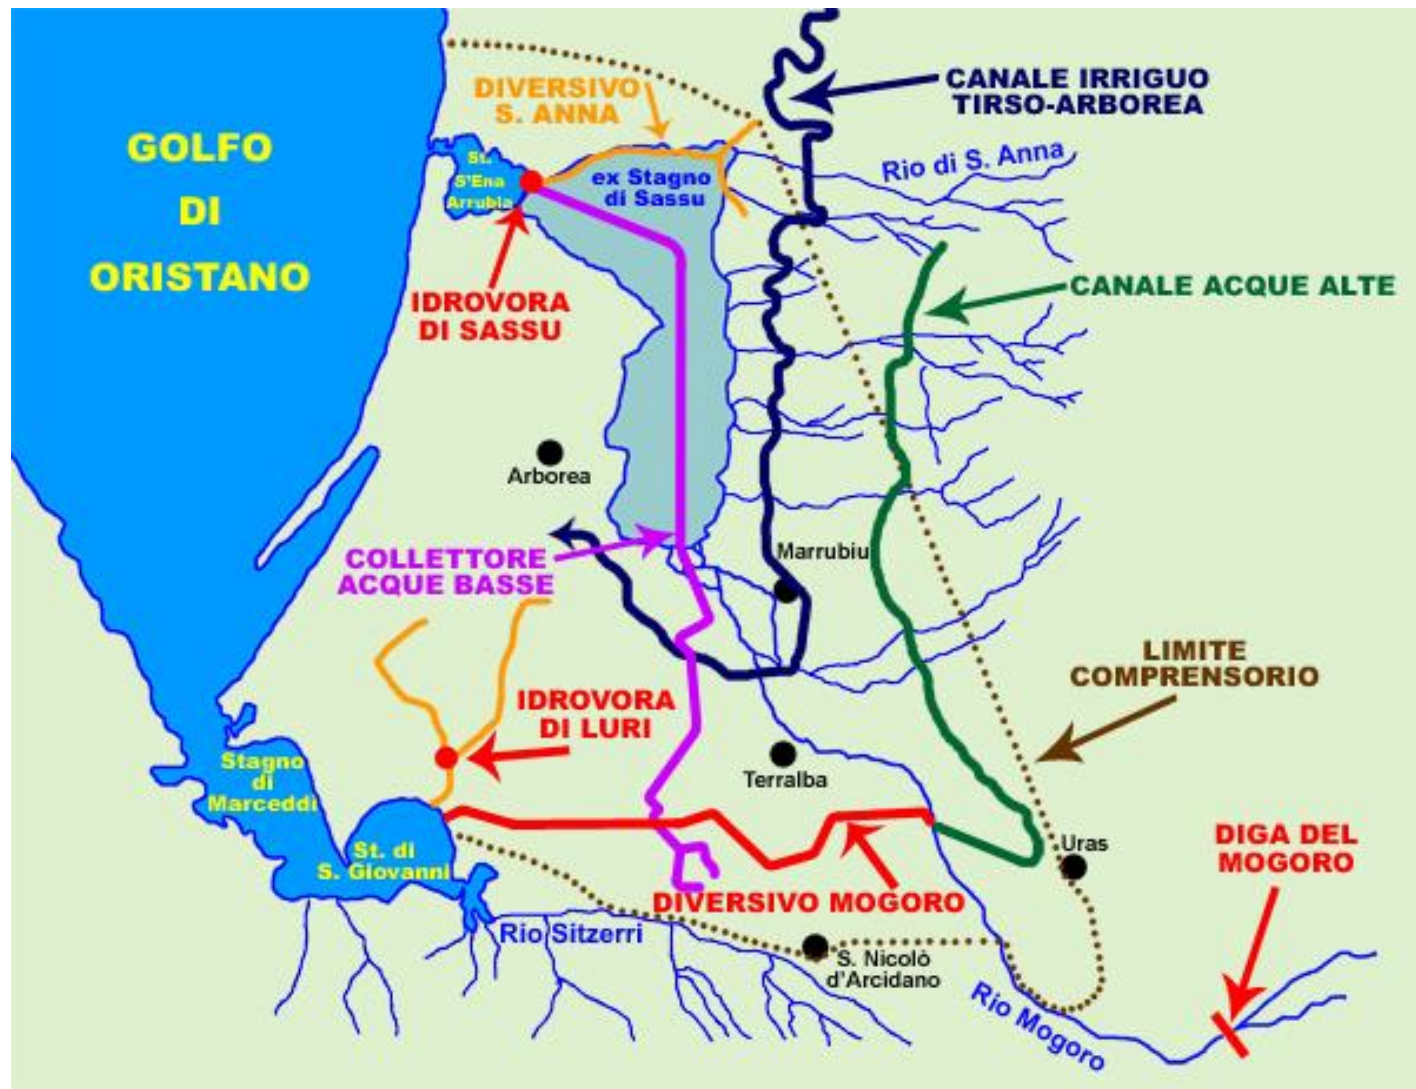 CANALE IRRIGUO
TIRSO-ARBOREA
DIVERSIVO
S. ANNA
GOLFO
DI
ORISTANO
St.
S'Ena
Arrubia
ex Stagno
di Sassu
Rio di S. Anna
IDROVORA
DI SASSU
CANALE ACQUE ALTE
Arborea
COLLETTORE
ACQUE BASSE
Marrubiu
LIMITE
COMPRENSORIO
IDROVORA
DI LURI
Stagno
di
Marceddi
Terralba
St. di
S. Giovanni
Uras
DIGA DEL
MOGORO
DIVERSIVO MOGORO
Rio Sitzerri
S. Nicolò
d'Arcidano
Rio Mogoro